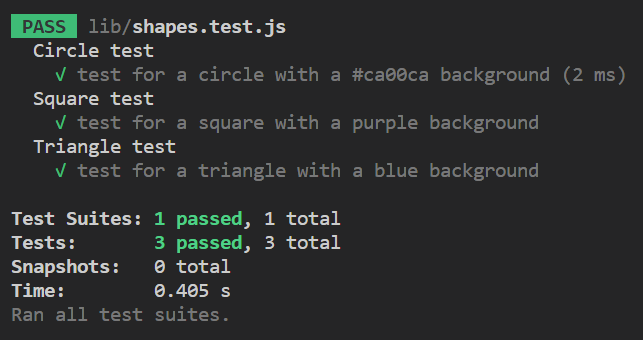 PASS lib/shapes.test.js
Circle test
√ test for a circle with a #ca00ca background (2 ms)
Square test
√ test for a square with a purple background
Triangle test
√ test for a triangle with a blue background
Test Suites: 1 passed, 1 total
Tests: 3 passed, 3 total
Snapshots: 0 total
Time: 0.405 s
Ran all test suites.